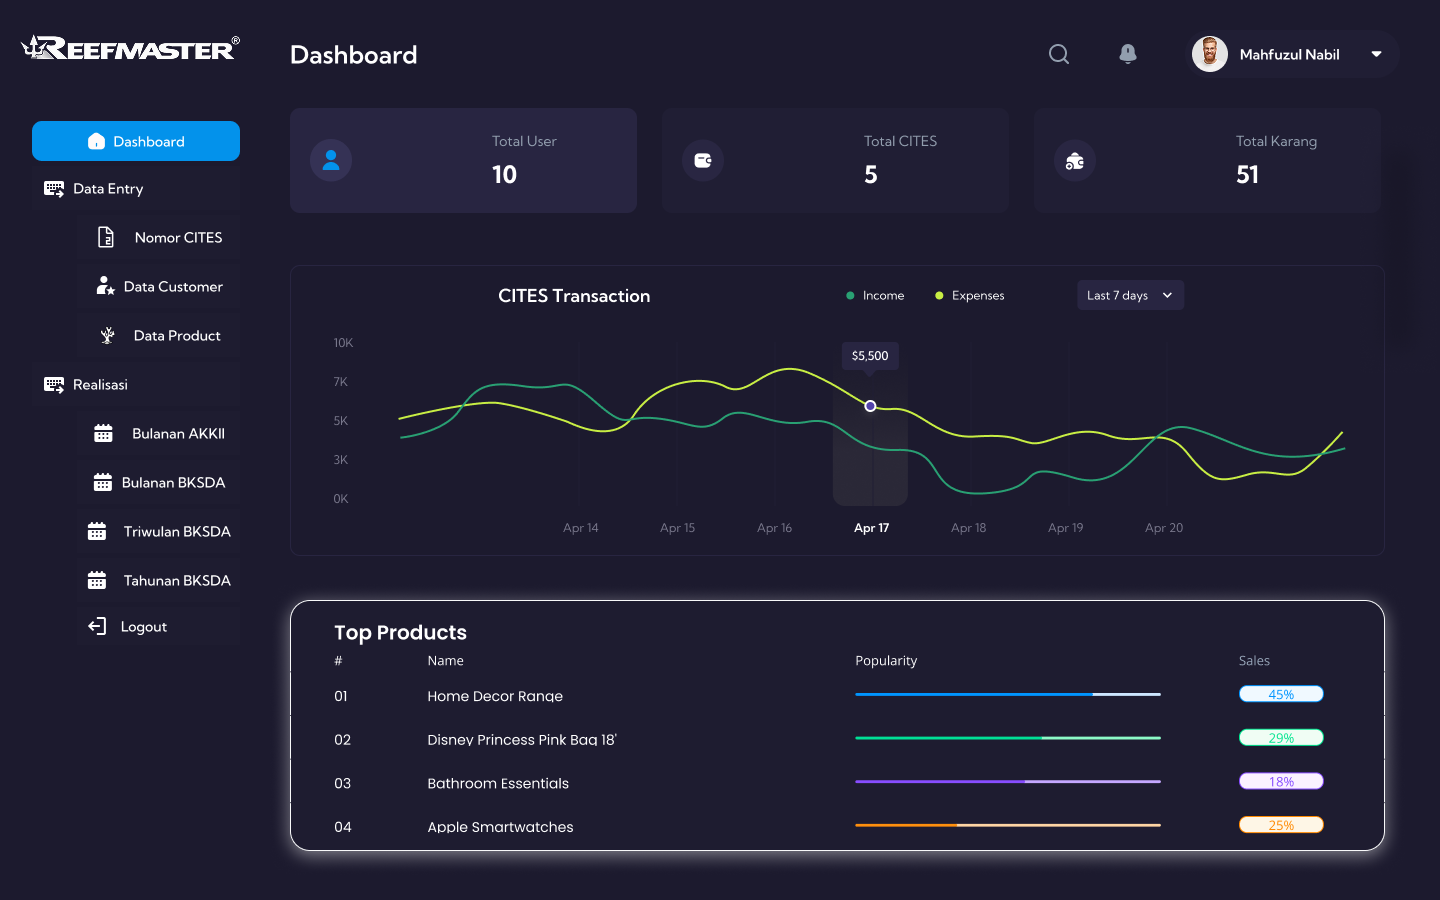 REEFMASTER®
Dashboard
Mahfuzul Nabil
Dashboard
Data Entry
Nomor CITES
Data Customer
Data Product
Realisasi
Bulanan AKKII
Bulanan BKSDA
Triwulan BKSDA
Tahunan BKSDA
Logout
Total User
10
Total CITES
5
Total Karang
51
CITES Transaction
Income
Expenses
Last 7 days
10K
7K
5K
3K
0K
$5,500
Apr 14 Apr 15 Apr 16 Apr 17 Apr 18 Apr 19 Apr 20
Top Products
# Name Popularity Sales
01 Home Decor Range 45%
02 Disney Princess Pink Bag 18' 29%
03 Bathroom Essentials 18%
04 Apple Smartwatches 25%